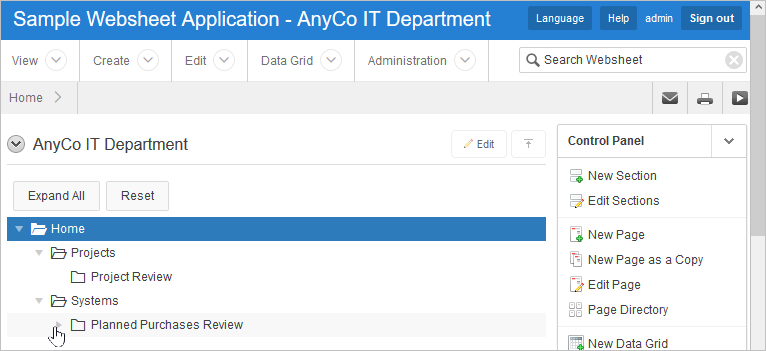 Sample Websheet Application - AnyCo IT Department
Language Help admin Sign out
View Create Edit Data Grid Administration Search Websheet
Home
AnyCo IT Department Edit
Control Panel
Expand All Reset
New Section
Edit Sections
Home
Projects
Project Review
Systems
Planned Purchases Review
New Page
New Page as a Copy
Edit Page
Page Directory
New Data Grid